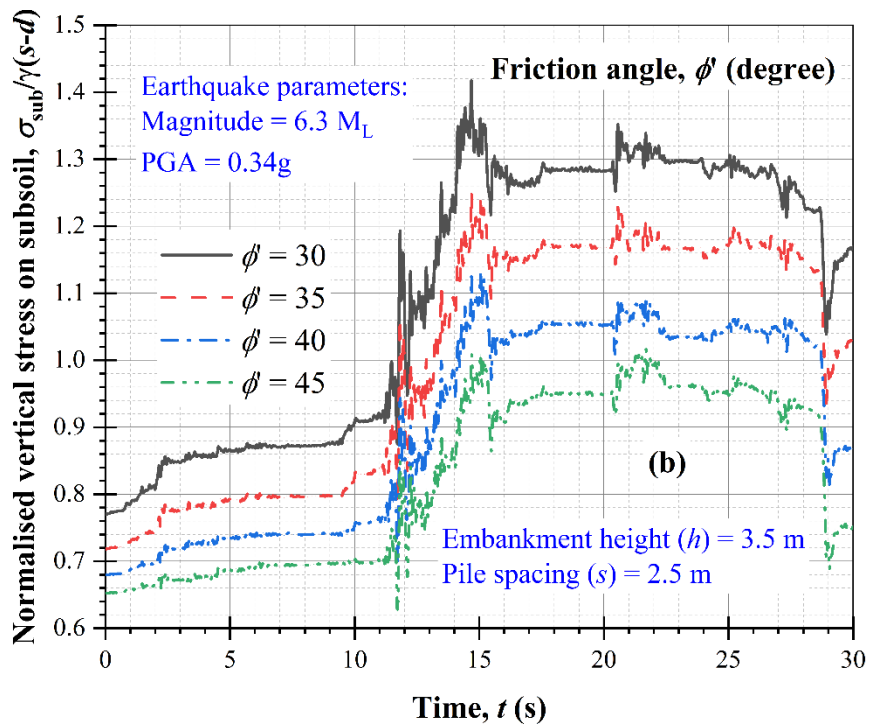 Normalised vertical stress on subsoil, σsub/γ(s-d)
1.5
1.4
1.3
1.2
1.1
1.0
0.9
0.8
0.7
0.6
Friction angle, ϕ' (degree)
Earthquake parameters:
Magnitude = 6.3 ML
PGA = 0.34g
ϕ' = 30
ϕ' = 35
ϕ' = 40
ϕ' = 45
(b)
Embankment height (h) = 3.5 m
Pile spacing (s) = 2.5 m
0 5 10 15 20 25 30
Time, t (s)